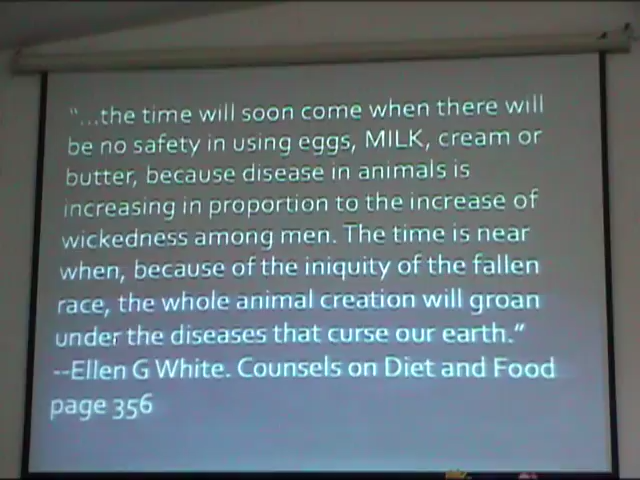 “...the time will soon come when there will
be no safety in using eggs, MILK, cream or
butter, because disease in animals is
increasing in proportion to the increase of
wickedness among men. The time is near
when, because of the iniquity of the fallen
race, the whole animal creation will groan
under the diseases that curse our earth.”
--Ellen G White. Counsels on Diet and Food
page 356